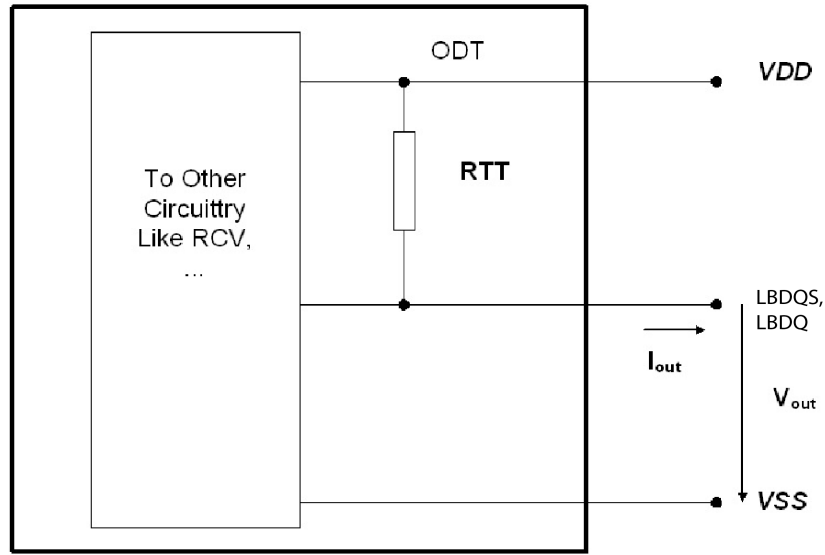 ODT
VDD
To Other
Circuittry
Like RCV,
...
RTT
LBDQS,
LBDQ
Iout
Vout
VSS